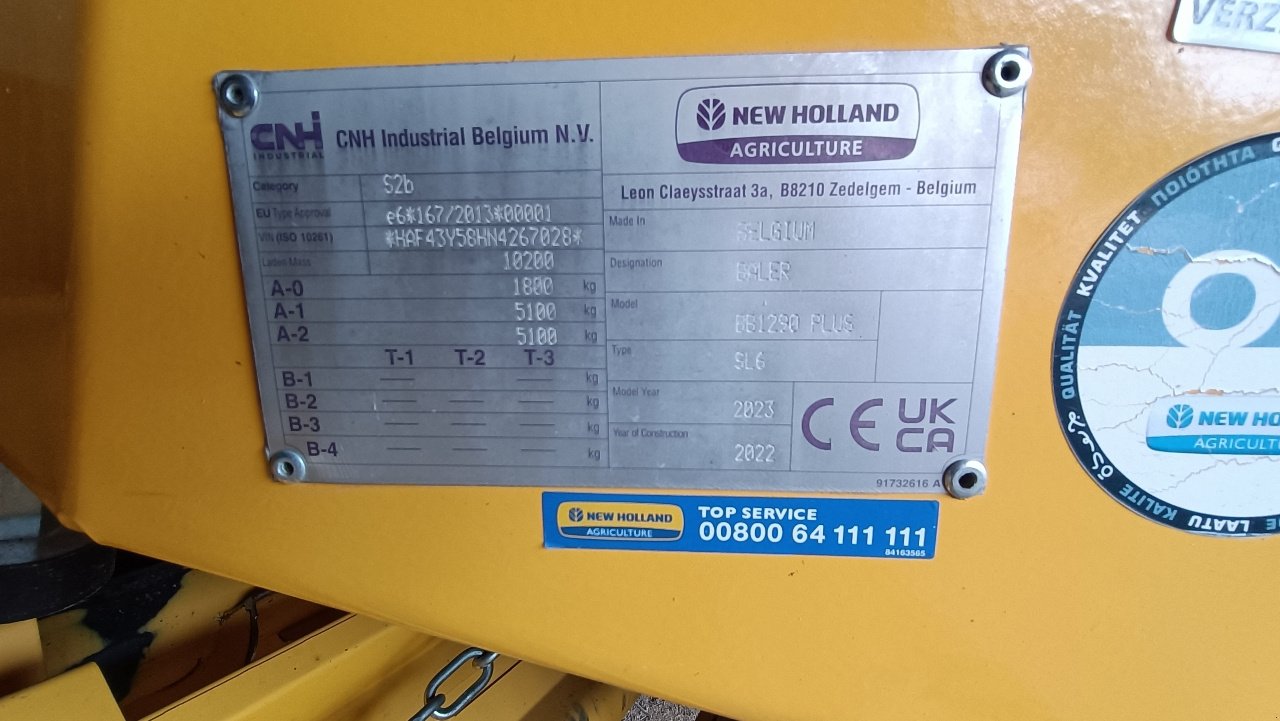 CNH
INDUSTRIAL
CNH Industrial Belgium N.V.
NEW HOLLAND
AGRICULTURE
Leon Claeysstraat 3a, B8210 Zedelgem - Belgium
Category S2b
EU Type Approval e6*167/2013*00001
VIN (ISO 10261) *HAF43Y58HN4267028*
Laden Mass 10200
A-0 1800 kg
A-1 5100 kg
A-2 5100 kg
T-1 T-2 T-3
B-1 — — — kg
B-2 — — — kg
B-3 — — — kg
B-4 — — — kg
Made In BELGIUM
Designation BALER
Model BB1290 PLUS
Type SL6
Model Year 2023
Year of Construction 2022
CE UK
CA
91732616 A
NEW HOLLAND
AGRICULTURE
TOP SERVICE
00800 64 111 111
84163565
VERZ
LAATU KALITE جودة QUALITÄT KVALITET ΠΟΙΟΤΗΤΑ
NEW HO
AGRICULTU